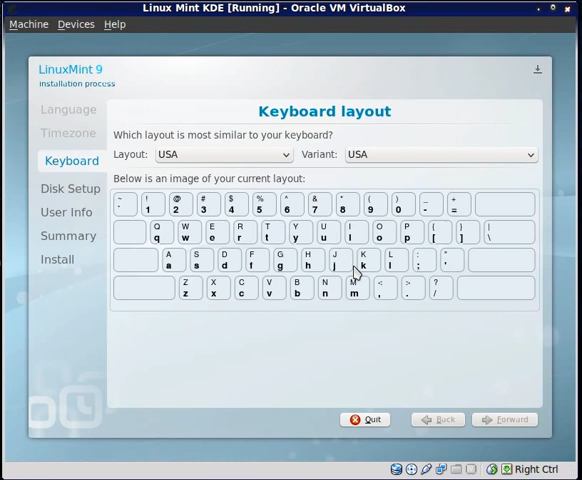 Linux Mint KDE [Running] - Oracle VM VirtualBox
Machine Devices Help
LinuxMint 9
installation process
Keyboard layout
Language
Timezone
Keyboard
Disk Setup
User Info
Summary
Install
Which layout is most similar to your keyboard?
Layout: USA Variant: USA
Below is an image of your current layout:
~ ! @ # $ % ^ & * ( ) _ +
` 1 2 3 4 5 6 7 8 9 0 - =
Q W E R T Y U I O P { } |
q w e r t y u i o p [ ] \
A S D F G H J K L : "
a s d f g h j k l ; '
Z X C V B N M < > ?
z x c v b n m , . /
Quit Back Forward
Right Ctrl